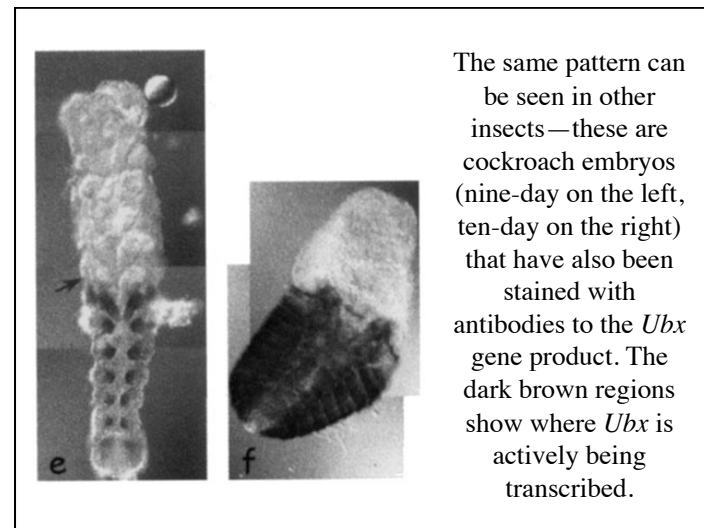 The same pattern can
be seen in other
insects—these are
cockroach embryos
(nine-day on the left,
ten-day on the right)
that have also been
stained with
antibodies to the Ubx
gene product. The
dark brown regions
show where Ubx is
actively being
transcribed.
e
f